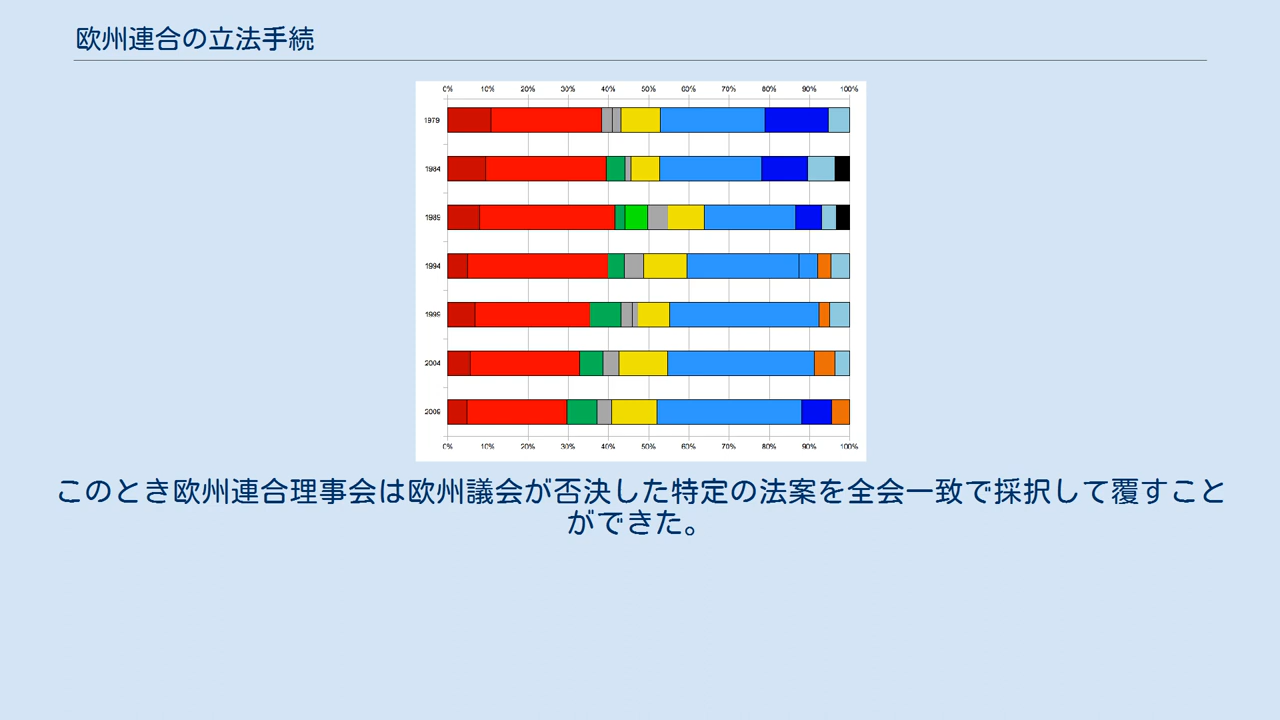 欧州連合の立法手続
0% 10% 20% 30% 40% 50% 60% 70% 80% 90% 100%
1979
1984
1989
1994
1999
2004
2009
0% 10% 20% 30% 40% 50% 60% 70% 80% 90% 100%
このとき欧州連合理事会は欧州議会が否決した特定の法案を全会一致で採択して覆すこと
ができた。